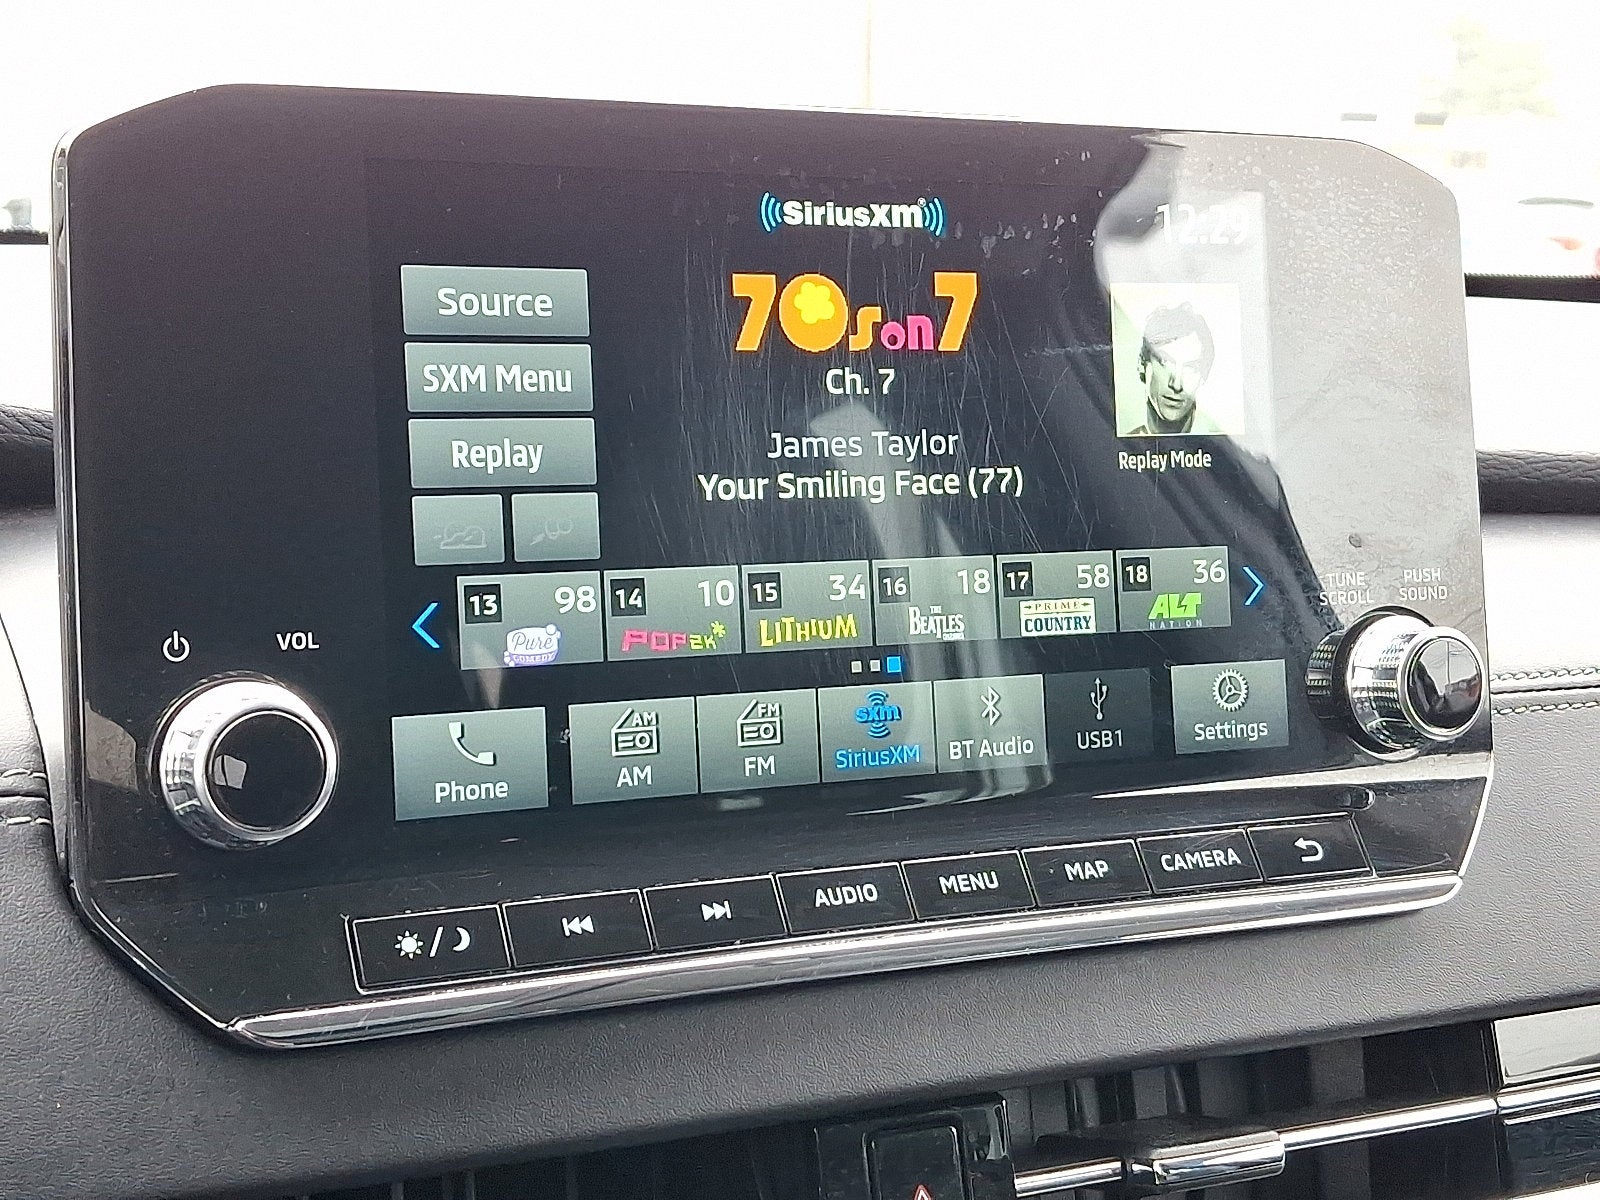 SiriusXM
12:29
Source
70s on 7
SXM Menu
Ch. 7
Replay
James Taylor
Your Smiling Face (77)
Replay Mode
TUNE SCROLL
PUSH SOUND
13 98 Pure COMEDY
14 10 POP2K
15 34 LITHIUM
16 18 THE BEATLES CHANNEL
17 58 PRIME COUNTRY
18 36 ALT NATION
VOL
Phone
AM AM
FM FM
sxm SiriusXM
BT Audio
USB1
Settings
AUDIO
MENU
MAP
CAMERA